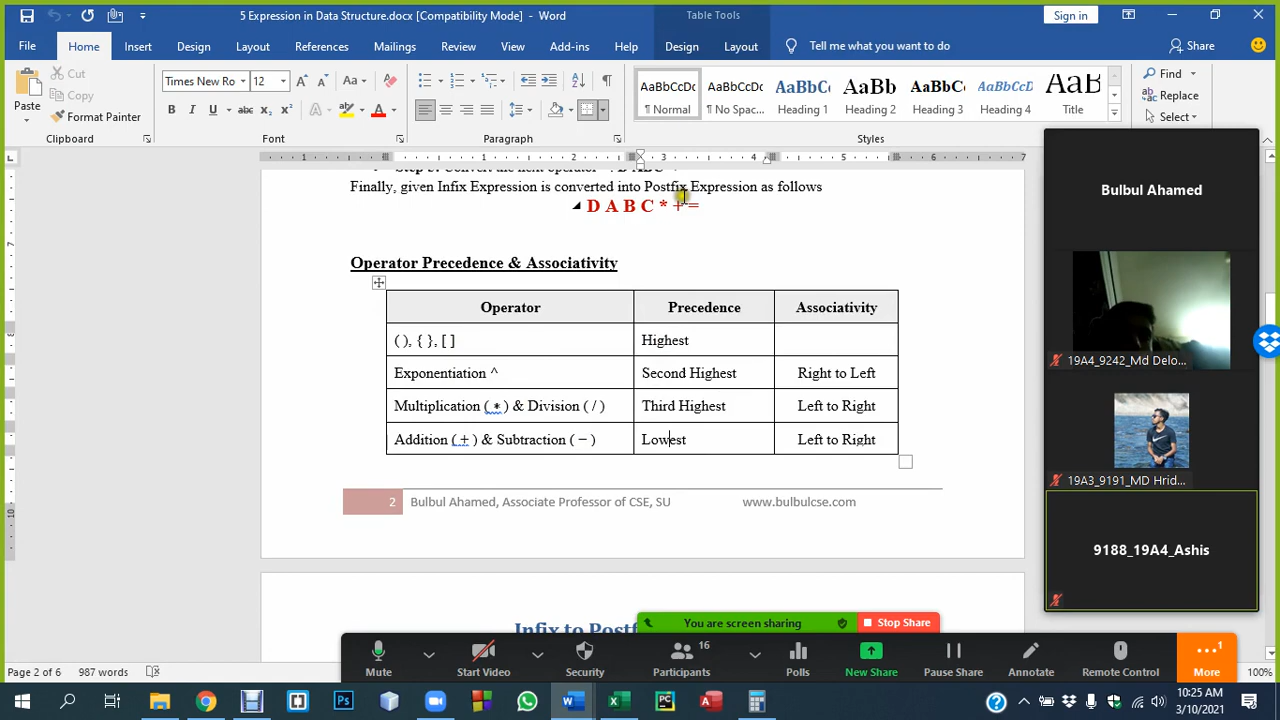 5 Expression in Data Structure.docx [Compatibility Mode] - Word
Table Tools
Sign in
File Home Insert Design Layout References Mailings Review View Add-ins Help Design Layout Tell me what you want to do Share
Paste
Cut
Copy
Format Painter
Clipboard
Times New Ro 12
Font
Paragraph
AaBbCcDc AaBbCcDc AaBbC AaBbC AaBbC AaBbCcD AaB
¶ Normal ¶ No Spac... Heading 1 Heading 2 Heading 3 Heading 4 Title
Styles
Find
Replace
Select
Finally, given Infix Expression is converted into Postfix Expression as follows
D A B C * + =
Operator Precedence & Associativity
Operator Precedence Associativity
( ), { }, [ ] Highest
Exponentiation ^ Second Highest Right to Left
Multiplication ( * ) & Division ( / ) Third Highest Left to Right
Addition ( + ) & Subtraction ( − ) Lowest Left to Right
2 Bulbul Ahamed, Associate Professor of CSE, SU www.bulbulcse.com
Bulbul Ahamed
19A4_9242_Md Delo...
19A3_9191_MD Hrid...
9188_19A4_Ashis
You are screen sharing Stop Share
Mute Start Video Security Participants 16 Polls New Share Pause Share Annotate Remote Control More 1
Page 2 of 6 987 words 100%
10:25 AM
3/10/2021